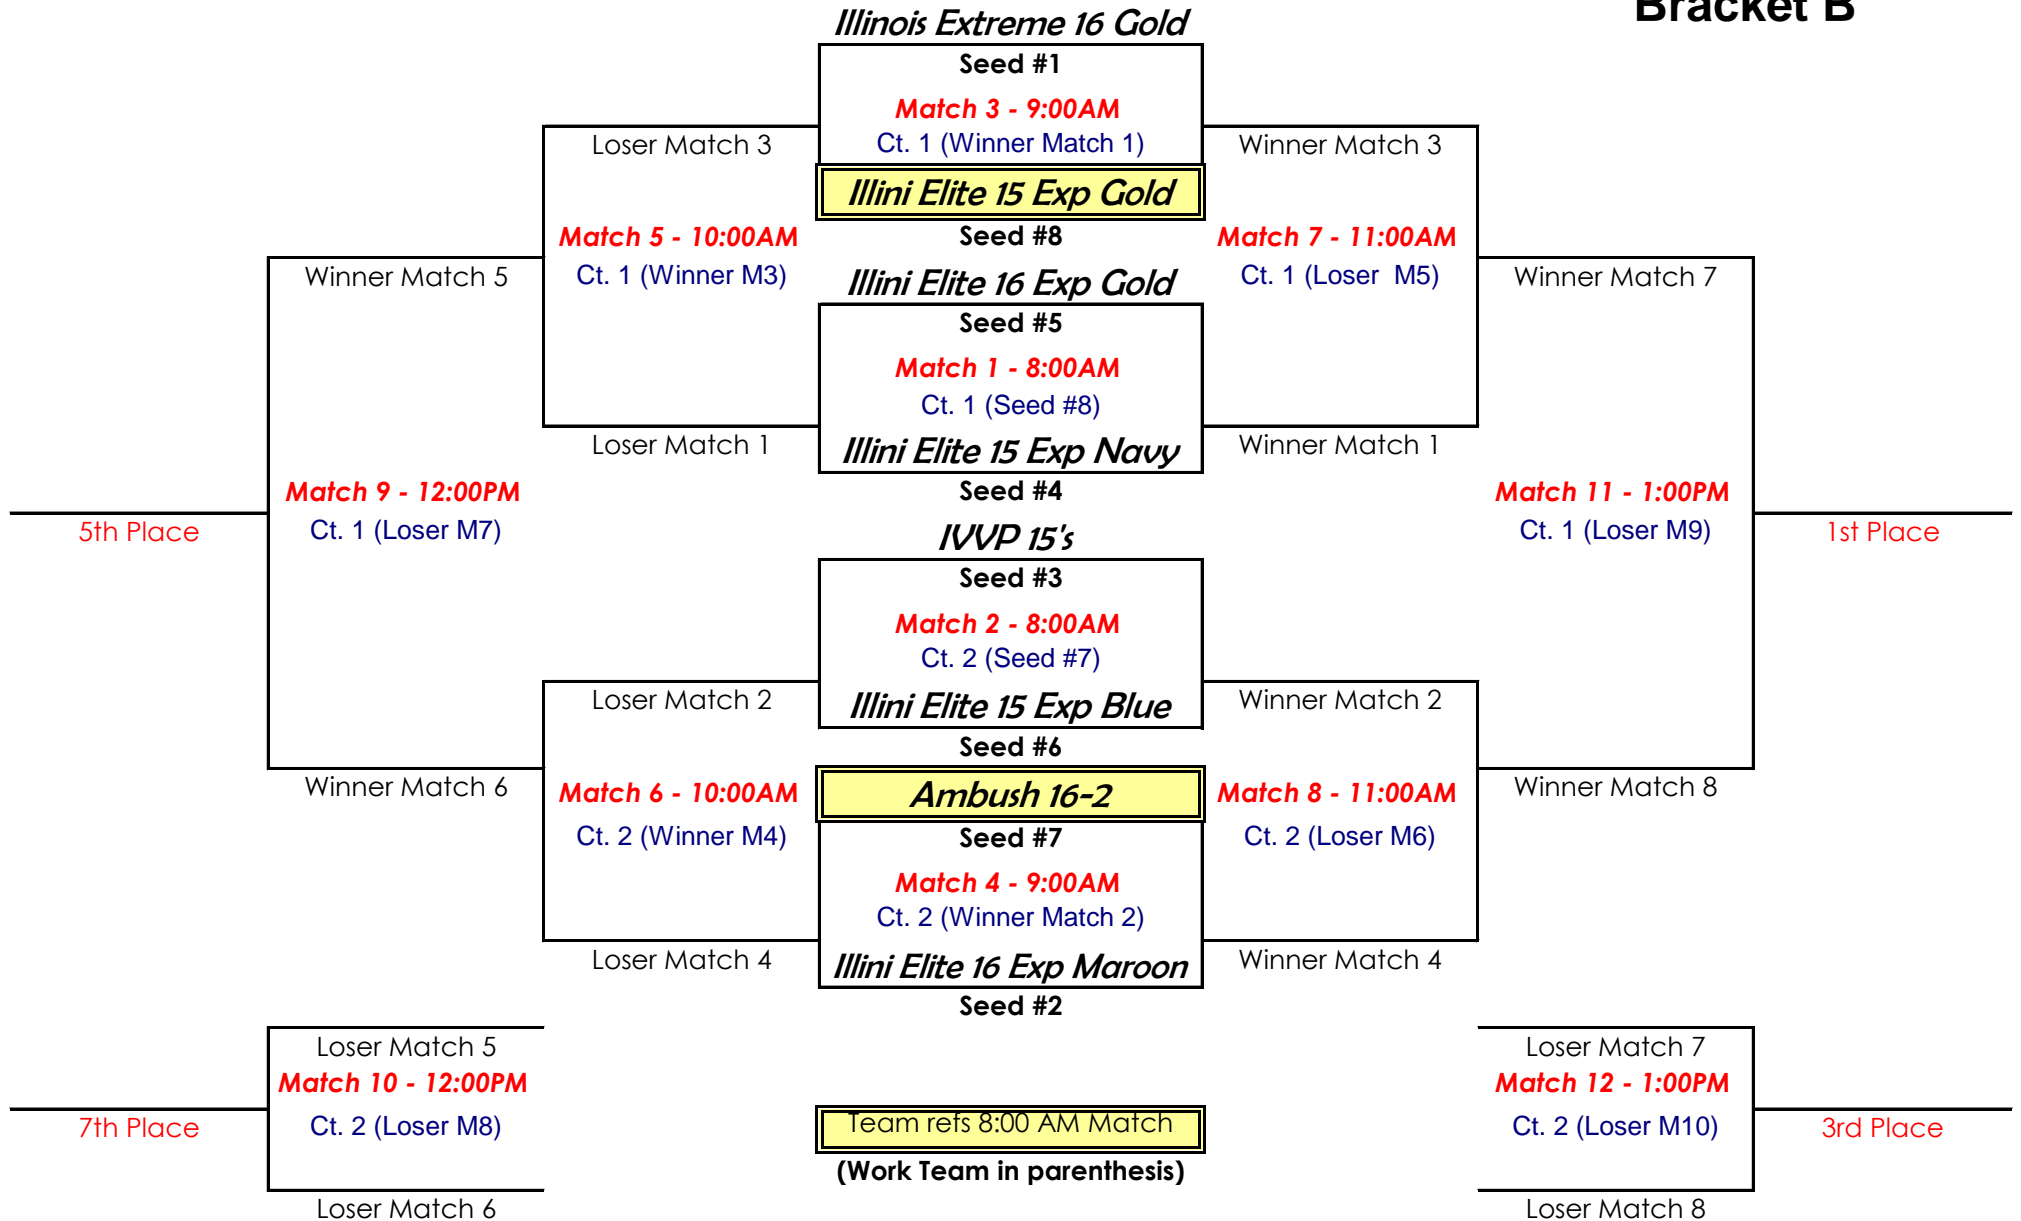 Bracket B
Illinois Extreme 16 Gold
Seed #1
Match 3 - 9:00AM
Loser Match 3
Ct. 1 (Winner Match 1)
Winner Match 3
Illini Elite 15 Exp Gold
Match 5 - 10:00AM
Seed #8
Match 7 - 11:00AM
Winner Match 5
Ct. 1 (Winner M3)
Illini Elite 16 Exp Gold
Ct. 1 (Loser M5)
Winner Match 7
Seed #5
Match 1 - 8:00AM
Ct. 1 (Seed #8)
Loser Match 1
Illini Elite 15 Exp Navy
Winner Match 1
Match 9 - 12:00PM
Seed #4
Match 11 - 1:00PM
5th Place
Ct. 1 (Loser M7)
IVVP 15's
Ct. 1 (Loser M9)
1st Place
Seed #3
Match 2 - 8:00AM
Ct. 2 (Seed #7)
Loser Match 2
Illini Elite 15 Exp Blue
Winner Match 2
Seed #6
Winner Match 6
Match 6 - 10:00AM
Ambush 16-2
Match 8 - 11:00AM
Winner Match 8
Ct. 2 (Winner M4)
Seed #7
Ct. 2 (Loser M6)
Match 4 - 9:00AM
Ct. 2 (Winner Match 2)
Loser Match 4
Illini Elite 16 Exp Maroon
Winner Match 4
Seed #2
Loser Match 5
Loser Match 7
Match 10 - 12:00PM
Match 12 - 1:00PM
7th Place
Ct. 2 (Loser M8)
Team refs 8:00 AM Match
Ct. 2 (Loser M10)
3rd Place
(Work Team in parenthesis)
Loser Match 6
Loser Match 8